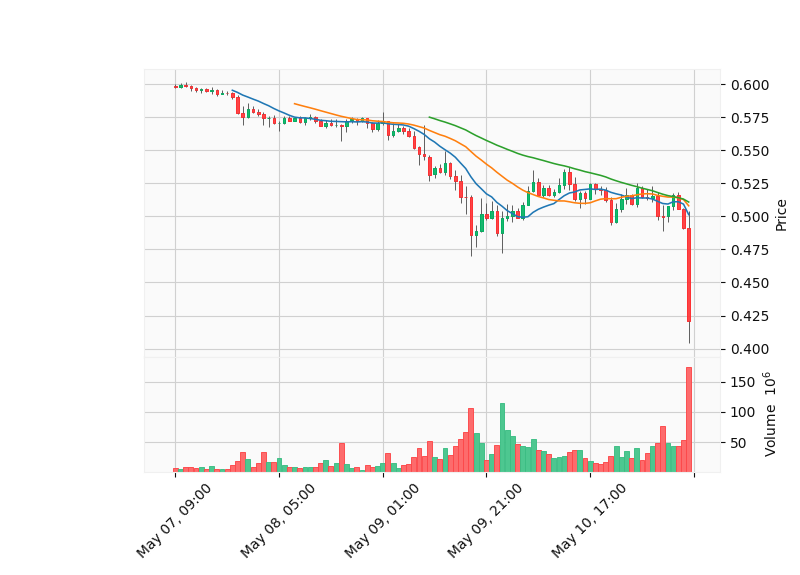 0.600
0.575
0.550
0.525
0.500
0.475
0.450
0.425
0.400
Price
150
100
50
Volume 10⁶
May 07, 09:00
May 08, 05:00
May 09, 01:00
May 09, 21:00
May 10, 17:00